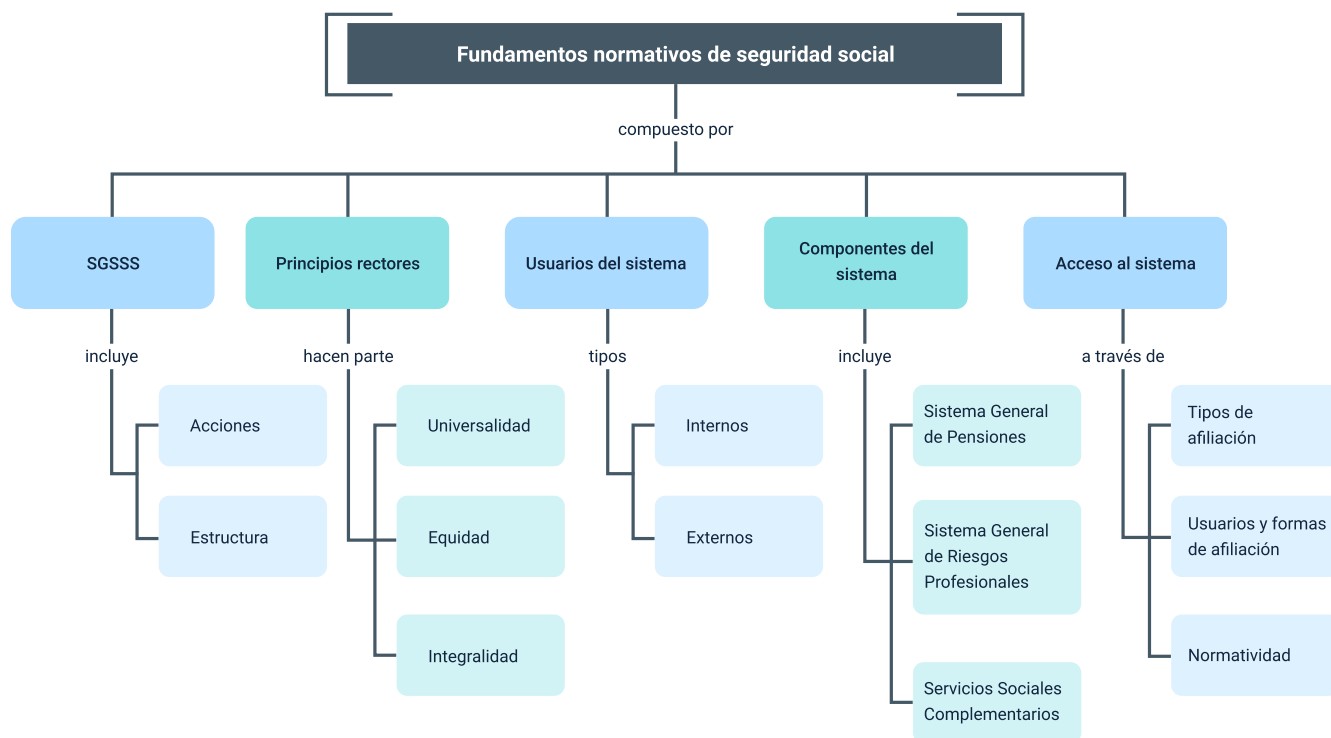 Fundamentos normativos de seguridad social
compuesto por
SGSSS
Principios rectores
Usuarios del sistema
Componentes del
sistema
Acceso al sistema
incluye
hacen parte
tipos
incluye
a través de
Acciones
Estructura
Universalidad
Equidad
Integralidad
Internos
Externos
Sistema General
de Pensiones
Sistema General
de Riesgos
Profesionales
Servicios Sociales
Complementarios
Tipos de
afiliación
Usuarios y formas
de afiliación
Normatividad